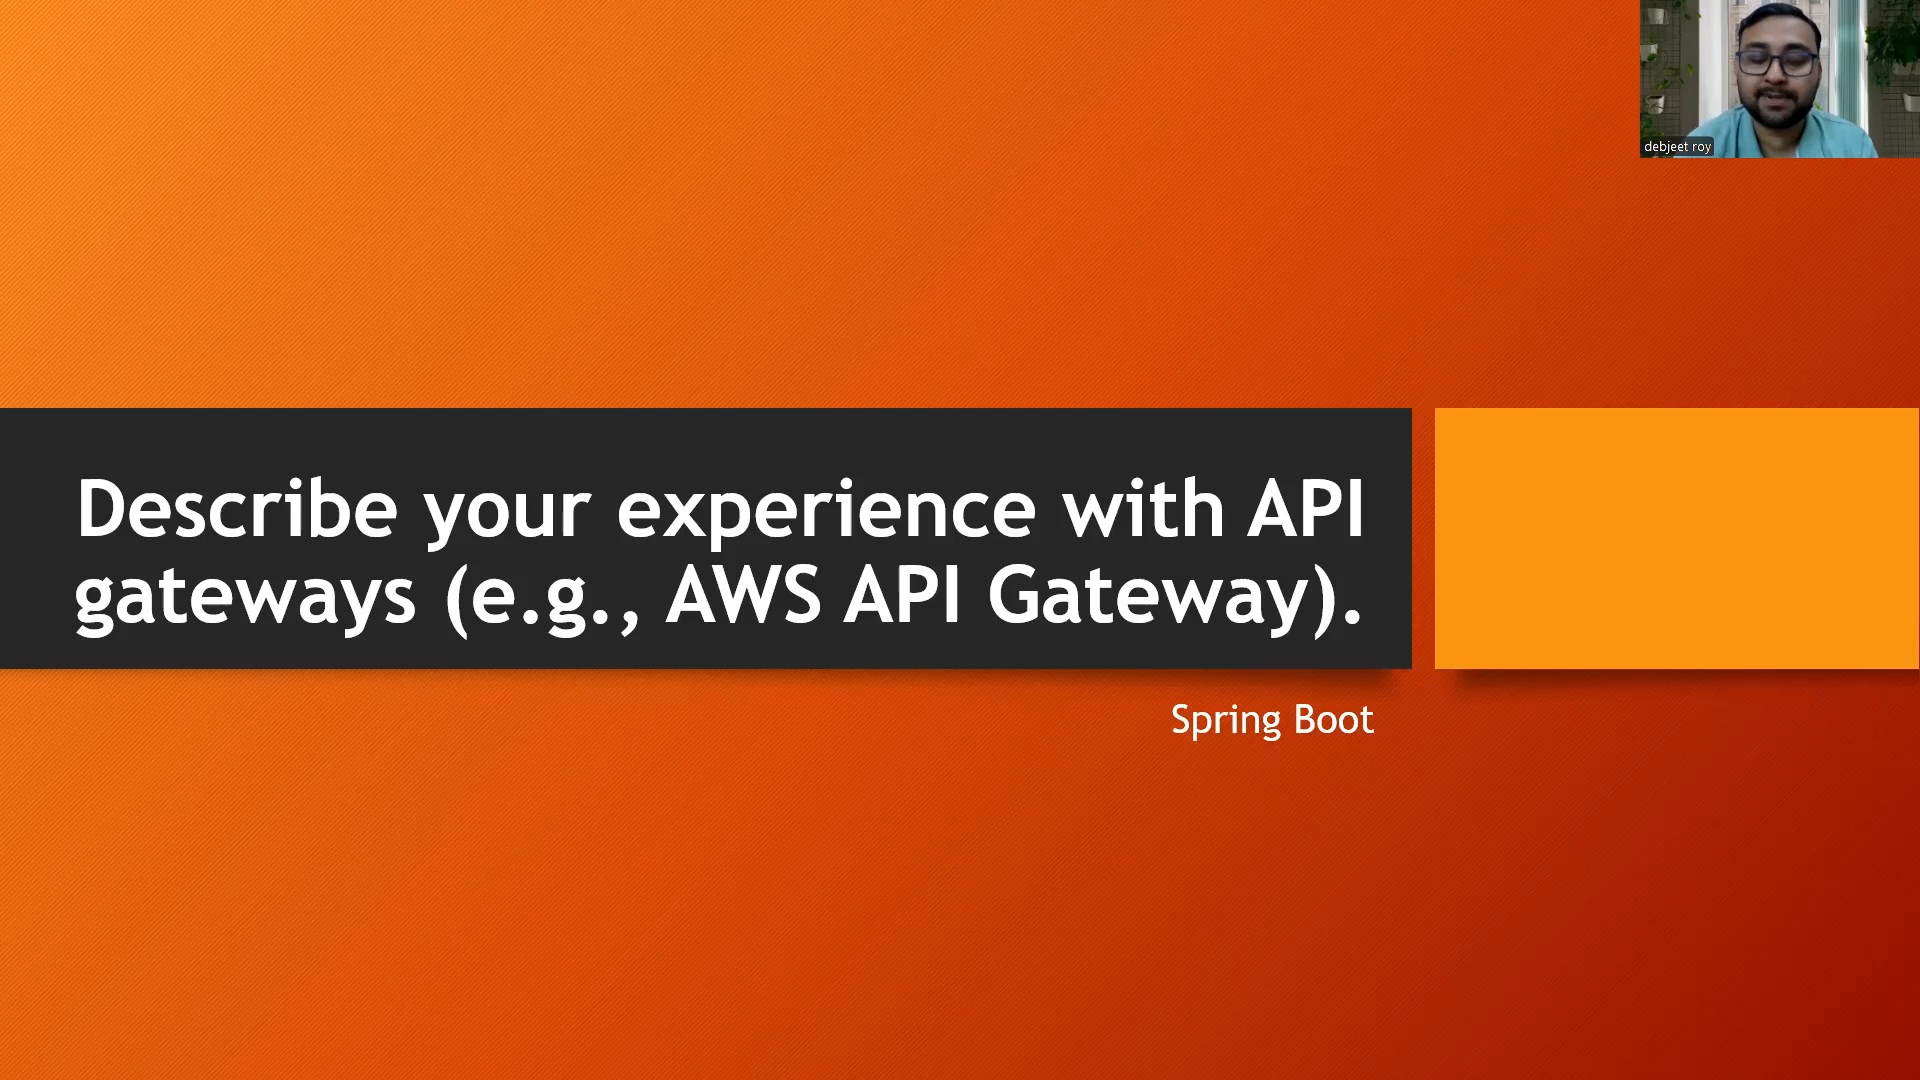 debjeet roy
Describe your experience with API
gateways (e.g., AWS API Gateway).
Spring Boot